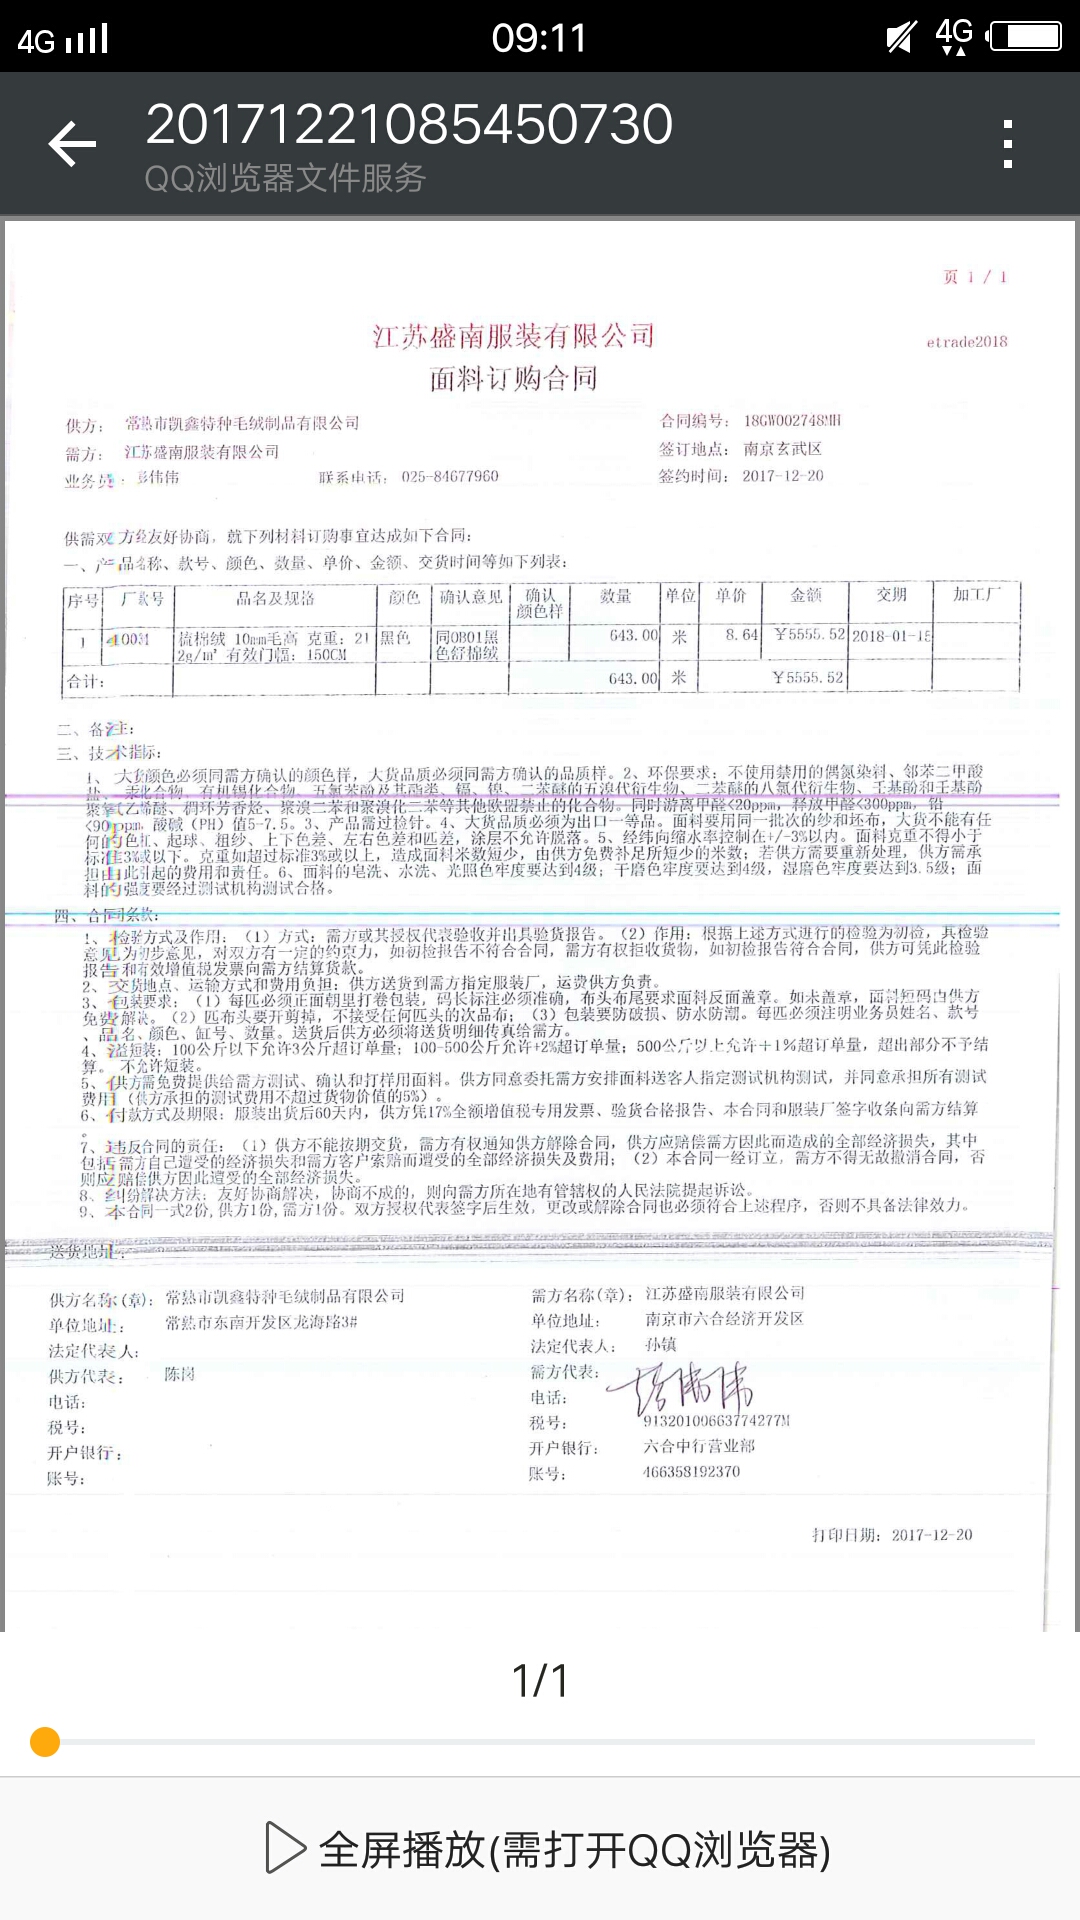 4G
09:11
4G
20171221085450730
QQ浏览器文件服务
页 1 / 1
江苏盛南服装有限公司
etrade2018
面料订购合同
供方: 常熟市凯鑫特种毛绒制品有限公司
合同编号: 18GW002748MH
需方: 江苏盛南服装有限公司
签订地点: 南京玄武区
业务员: 彭伟伟 联系电话: 025-84677960
签约时间: 2017-12-20
供需双方经友好协商, 就下列材料订购事宜达成如下合同:
一、产品名称、款号、颜色、数量、单价、金额、交货时间等如下列表:
序号 厂款号 品名及规格 颜色 确认意见 确认颜色样 数量 单位 单价 金额 交期 加工厂
1 梳棉绒 10mm毛高 克重: 21 黑色 同OB01黑 643.00 米 8.64 ¥5555.52 2018-01-15
2g/㎡ 有效门幅: 150CM 色舒棉绒
合计: 643.00 米 ¥5555.52
二、备注:
三、技术指标:
1、 大货颜色必须同需方确认的颜色样, 大货品质必须同需方确认的品质样。2、环保要求: 不使用禁用的偶氮染料、邻苯二甲酸
盐、汞化合物、有机锡化合物、五氯苯酚及其酯类、镉、镍、二苯醚的五溴代衍生物、二苯醚的八氯代衍生物、壬基酚和壬基酚
聚氧乙烯醚、稠环芳香烃、聚溴二苯和聚溴化二苯等其他欧盟禁止的化合物。同时游离甲醛<20ppm, 释放甲醛<300ppm, 铅
<90ppm, 酸碱(PH)值5-7.5。3、产品需过检针。4、大货品质必须为出口一等品。面料要用同一批次的纱和坯布, 大货不能有任
何的色花、起球、粗纱、上下色差、左右色差和匹差, 涂层不允许脱落。5、经纬向缩水率控制在+/-3%以内。面料克重不得小于
标准3%或以下。克重如超过标准3%或以上, 造成面料米数短少, 由供方免费补足所短少的米数; 若供方需要重新处理, 供方需承
担由此引起的费用和责任。6、面料的皂洗、水洗、光照色牢度要达到4级; 干磨色牢度要达到4级, 湿磨色牢度要达到3.5级; 面
料的强度要经过测试机构测试合格。
四、合同条款:
1、检验方式及作用: (1) 方式: 需方或其授权代表验收并出具验货报告。(2) 作用: 根据上述方式进行的检验为初检, 其检验
意见为初步意见, 对双方有一定的约束力, 如初检报告不符合合同, 需方有权拒收货物, 如初检报告符合合同, 供方可凭此检验
报告和有效增值税发票向需方结算货款。
2、交货地点、运输方式和费用负担: 供方送货到需方指定服装厂, 运费供方负责。
3、包装要求: (1) 每匹必须正面朝里打卷包装, 码长标注必须准确, 布头布尾要求面料反面盖章。如未盖章, 面料短码由供方
免费解决。(2) 匹布头要开剪掉, 不接受任何匹头的次品布; (3) 包装要防破损、防水防潮。每匹必须注明业务员姓名、款号
、品名、颜色、缸号、数量。送货后供方必须将送货明细传真给需方。
4、溢短装: 100公斤以下允许3公斤超订单量; 100-500公斤允许+2%超订单量; 500公斤以上允许+1%超订单量, 超出部分不予结
算。 不允许短装。
5、供方需免费提供给需方测试、确认和打样用面料。供方同意委托需方安排面料送客人指定测试机构测试, 并同意承担所有测试
费用 (供方承担的测试费用不超过货物价值的5%)。
6、付款方式及期限: 服装出货后60天内, 供方凭17%全额增值税专用发票、验货合格报告、本合同和服装厂签字收条向需方结算
。
7、违反合同的责任: (1) 供方不能按期交货, 需方有权通知供方解除合同, 供方应赔偿需方因此而造成的全部经济损失, 其中
包括需方自己遭受的经济损失和需方客户索赔而遭受的全部经济损失及费用; (2) 本合同一经订立, 需方不得无故撤消合同, 否
则应赔偿供方因此遭受的全部经济损失。
8、纠纷解决方法: 友好协商解决, 协商不成的, 则向需方所在地有管辖权的人民法院提起诉讼。
9、本合同一式2份, 供方1份, 需方1份。双方授权代表签字后生效, 更改或解除合同也必须符合上述程序, 否则不具备法律效力。
送货地址:
供方名称(章): 常熟市凯鑫特种毛绒制品有限公司
需方名称(章): 江苏盛南服装有限公司
单位地址: 常熟市东南开发区龙海路3#
单位地址: 南京市六合经济开发区
法定代表人:
法定代表人: 孙镇
供方代表: 陈岗
需方代表:
电话:
电话:
税号:
税号: 91320100663774277M
开户银行:
开户银行: 六合中行营业部
账号:
账号: 466358192370
打印日期: 2017-12-20
1/1
全屏播放(需打开QQ浏览器)